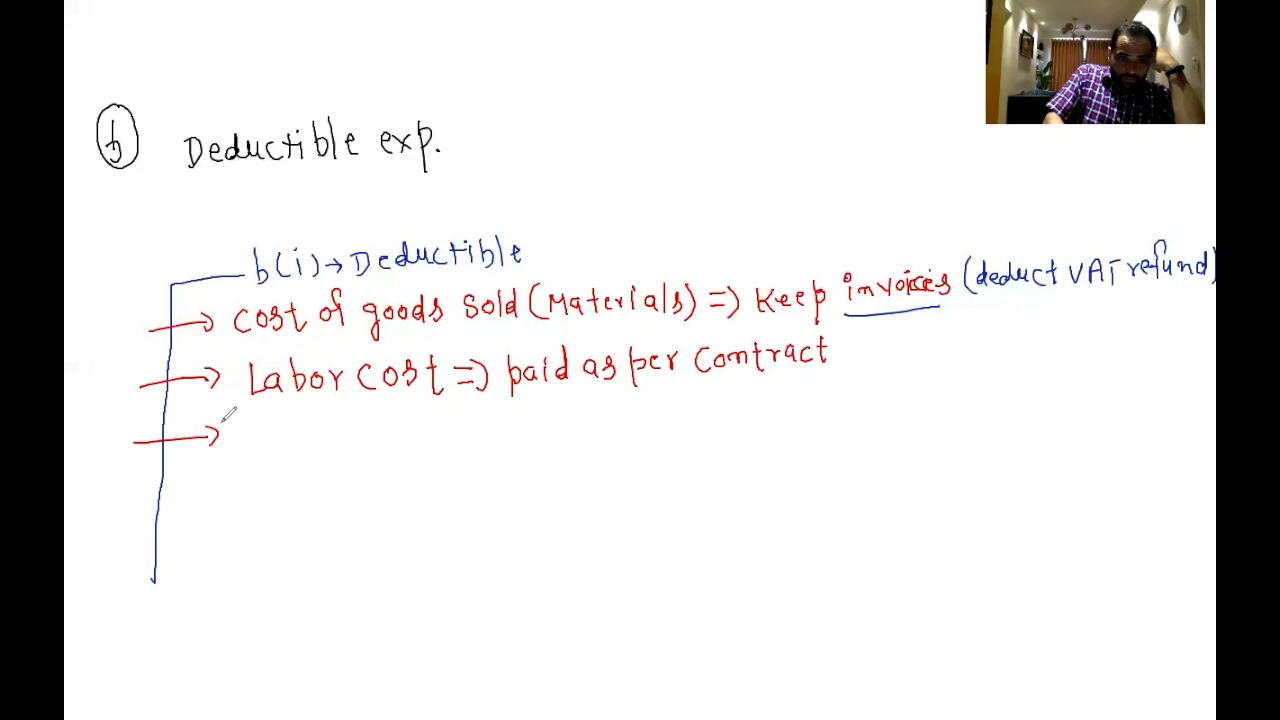 b Deductible exp.
b(i)→ Deductible
→ Cost of goods sold (Materials) => Keep invoices (deduct VAT refund)
→ Labor cost => paid as per contract
→